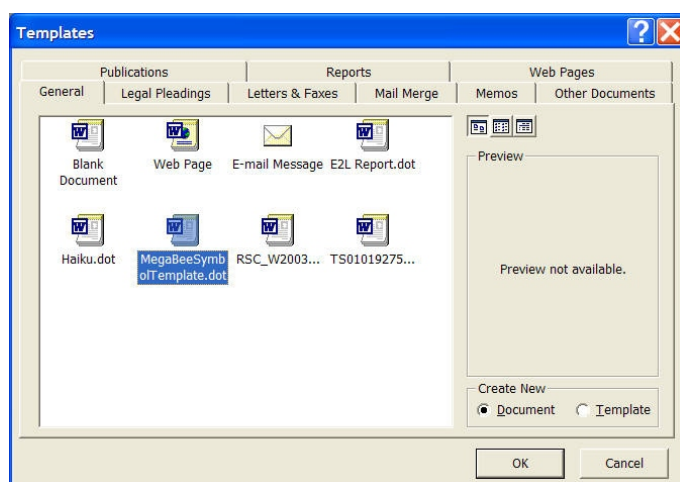 Templates
Publications
Reports
Web Pages
General
Legal Pleadings
Letters & Faxes
Mail Merge
Memos
Other Documents
Blank
Document
Web Page
E-mail Message
E2L Report.dot
Haiku.dot
MegaBeeSymb
olTemplate.dot
RSC_W2003...
TS01019275...
Preview
Preview not available.
Create New
Document
Template
OK
Cancel